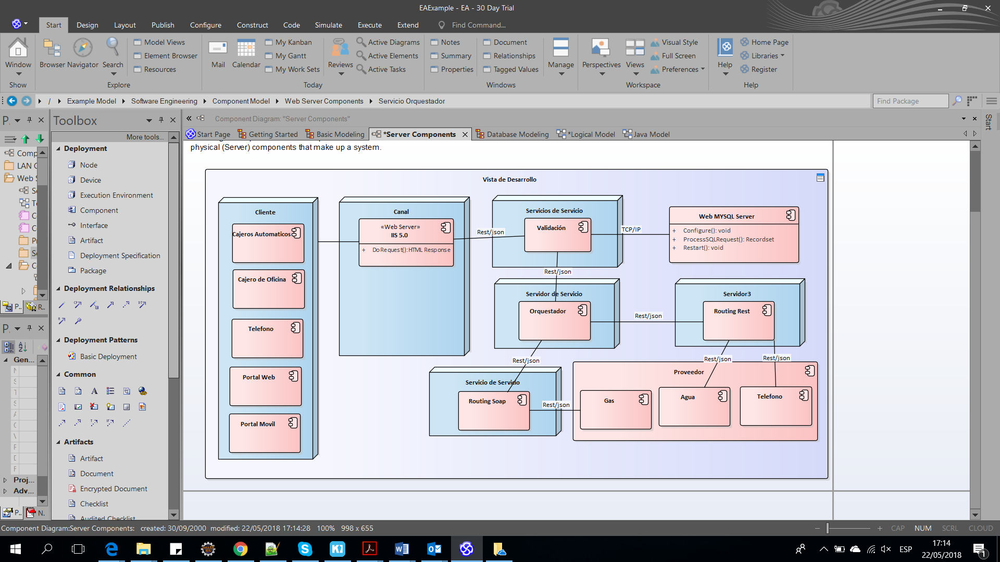 EAExample - EA - 30 Day Trial
Start Design Layout Publish Configure Construct Code Simulate Execute Extend Find Command...
Window Browser Navigator Search
Model Views
Element Browser
Resources
Mail Calendar
My Kanban
My Gantt
My Work Sets
Reviews
Active Diagrams
Active Elements
Active Tasks
Notes
Summary
Properties
Document
Relationships
Tagged Values
Manage
Perspectives Views
Visual Style
Full Screen
Preferences
Help
Home Page
Libraries
Register
Show Explore Today Windows Workspace Help
/ Example Model Software Engineering Component Model Web Server Components Servicio Orquestador
Find Package
P.
Toolbox
Component Diagram: "Server Components"
Start
Start Page Getting Started Basic Modeling *Server Components Database Modeling *Logical Model Java Model
More tools...
Comp
LAN C
Web S
P.. R..
P.
Gen...
Proj...
Adv...
P.. N.
Deployment
Node
Device
Execution Environment
Component
Interface
Artifact
Deployment Specification
Package
Deployment Relationships
Deployment Patterns
Basic Deployment
Common
Artifacts
Artifact
Document
Encrypted Document
Checklist
Audited Checklist
physical (Server) components that make up a system.
Vista de Desarrollo
Cliente
Cajeros Automaticos
Cajero de Oficina
Telefono
Portal Web
Portal Movil
Canal
«Web Server»
IIS 5.0
+ DoRequest(): HTML Response
Rest/json
Servicios de Servicio
Validación
TCP/IP
Web MYSQL Server
+ Configure(): void
+ ProcessSQLRequest(): Recordset
+ Restart(): void
Rest/json
Servidor de Servicio
Orquestador
Rest/json
Servidor3
Routing Rest
Rest/json
Rest/json
Rest/json
Servicio de Servicio
Routing Soap
Rest/json
Proveedor
Gas
Agua
Telefono
Component Diagram:Server Components: created: 30/09/2000 modified: 22/05/2018 17:14:28 100% 998 x 655
CAP NUM SCRL CLOUD
ESP
17:14
22/05/2018
1